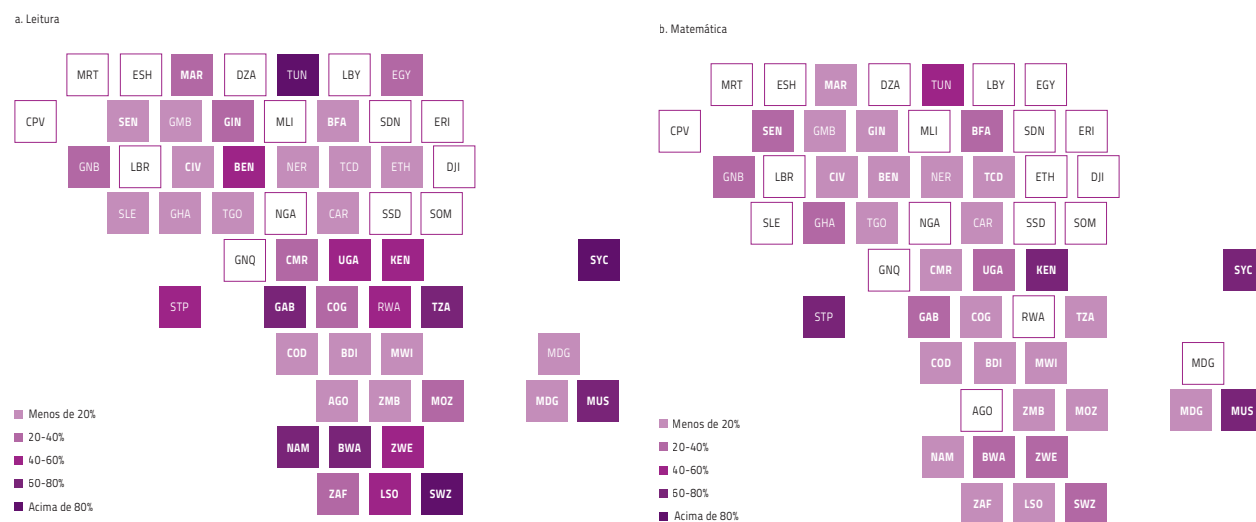 a. Leitura
MRT ESH MAR DZA TUN LBY EGY
CPV SEN GMB GIN MLI BFA SDN ERI
GNB LBR CIV BEN NER TCD ETH DJI
SLE GHA TGO NGA CAR SSD SOM
GNQ CMR UGA KEN SYC
STP GAB COG RWA TZA
COD BDI MWI MDG
AGO ZMB MOZ MDG MUS
NAM BWA ZWE
ZAF LSO SWZ
Menos de 20%
20-40%
40-60%
60-80%
Acima de 80%
b. Matemática
MRT ESH MAR DZA TUN LBY EGY
CPV SEN GMB GIN MLI BFA SDN ERI
GNB LBR CIV BEN NER TCD ETH DJI
SLE GHA TGO NGA CAR SSD SOM
GNQ CMR UGA KEN SYC
STP GAB COG RWA TZA
COD BDI MWI MDG
AGO ZMB MOZ MDG MUS
NAM BWA ZWE
ZAF LSO SWZ
Menos de 20%
20-40%
40-60%
60-80%
Acima de 80%